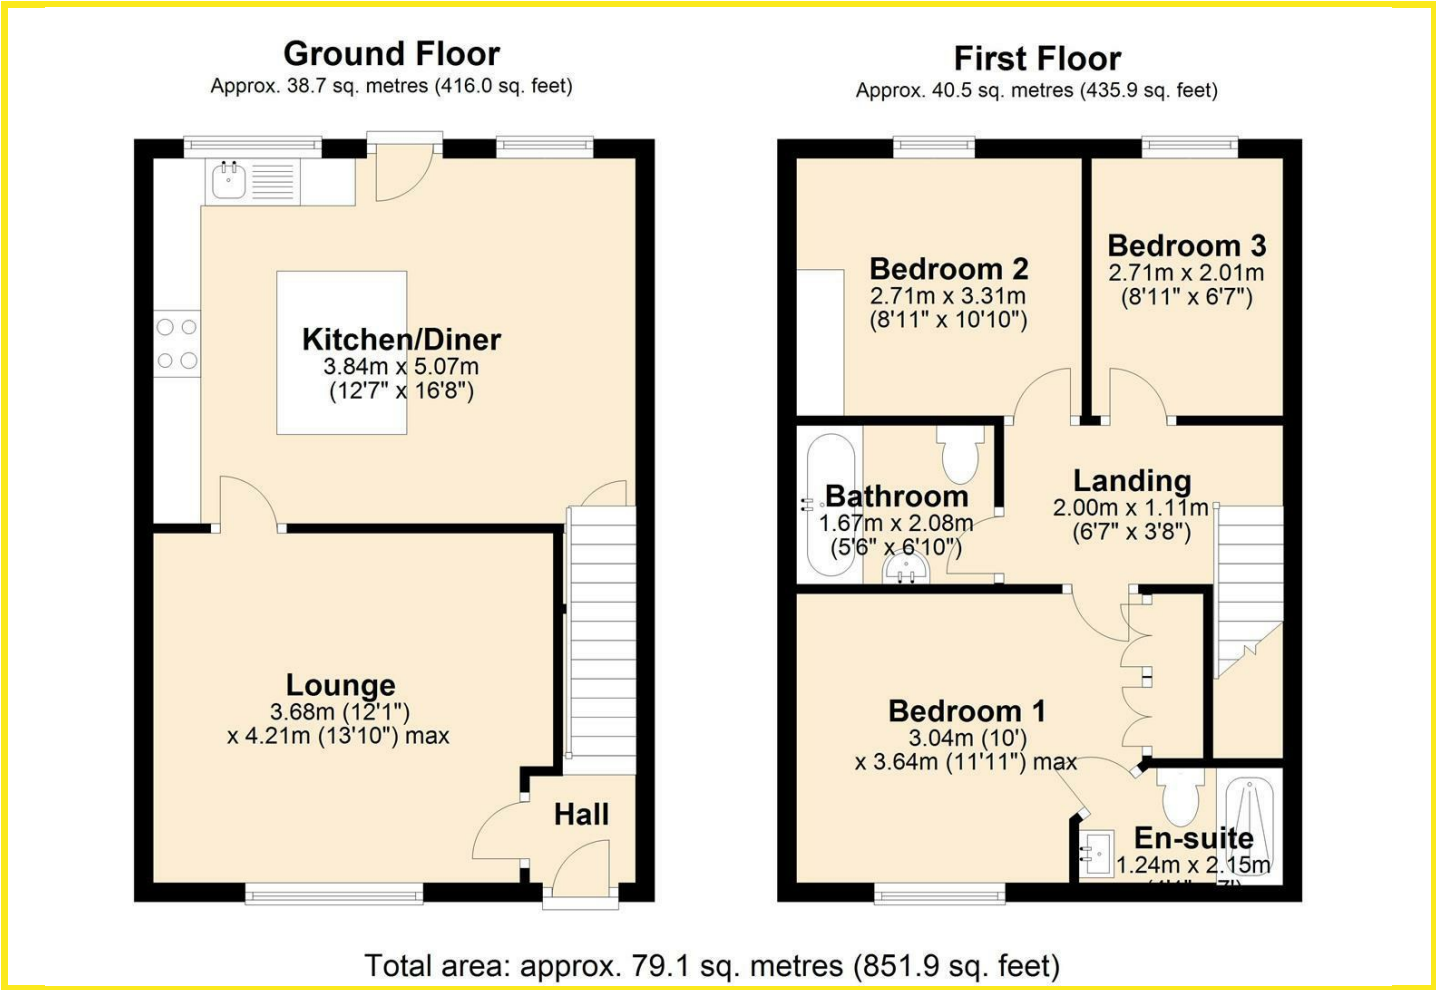 Ground Floor
Approx. 38.7 sq. metres (416.0 sq. feet)
Kitchen/Diner
3.84m x 5.07m
(12'7" x 16'8")
Lounge
3.68m (12'1")
x 4.21m (13'10") max
Hall
First Floor
Approx. 40.5 sq. metres (435.9 sq. feet)
Bedroom 2
2.71m x 3.31m
(8'11" x 10'10")
Bedroom 3
2.71m x 2.01m
(8'11" x 6'7")
Bathroom
1.67m x 2.08m
(5'6" x 6'10")
Landing
2.00m x 1.11m
(6'7" x 3'8")
Bedroom 1
3.04m (10')
x 3.64m (11'11") max
En-suite
1.24m x 2.15m
Total area: approx. 79.1 sq. metres (851.9 sq. feet)